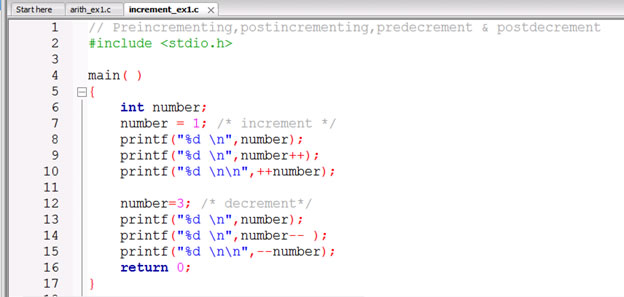 Start here arith_ex1.c increment_ex1.c
1 // Preincrementing,postincrementing,predecrement & postdecrement
2 #include <stdio.h>
3
4 main( )
5 {
6 int number;
7 number = 1; /* increment */
8 printf("%d \n",number);
9 printf("%d \n",number++);
10 printf("%d \n\n",++number);
11
12 number=3; /* decrement*/
13 printf("%d \n",number);
14 printf("%d \n",number-- );
15 printf("%d \n\n",--number);
16 return 0;
17 }